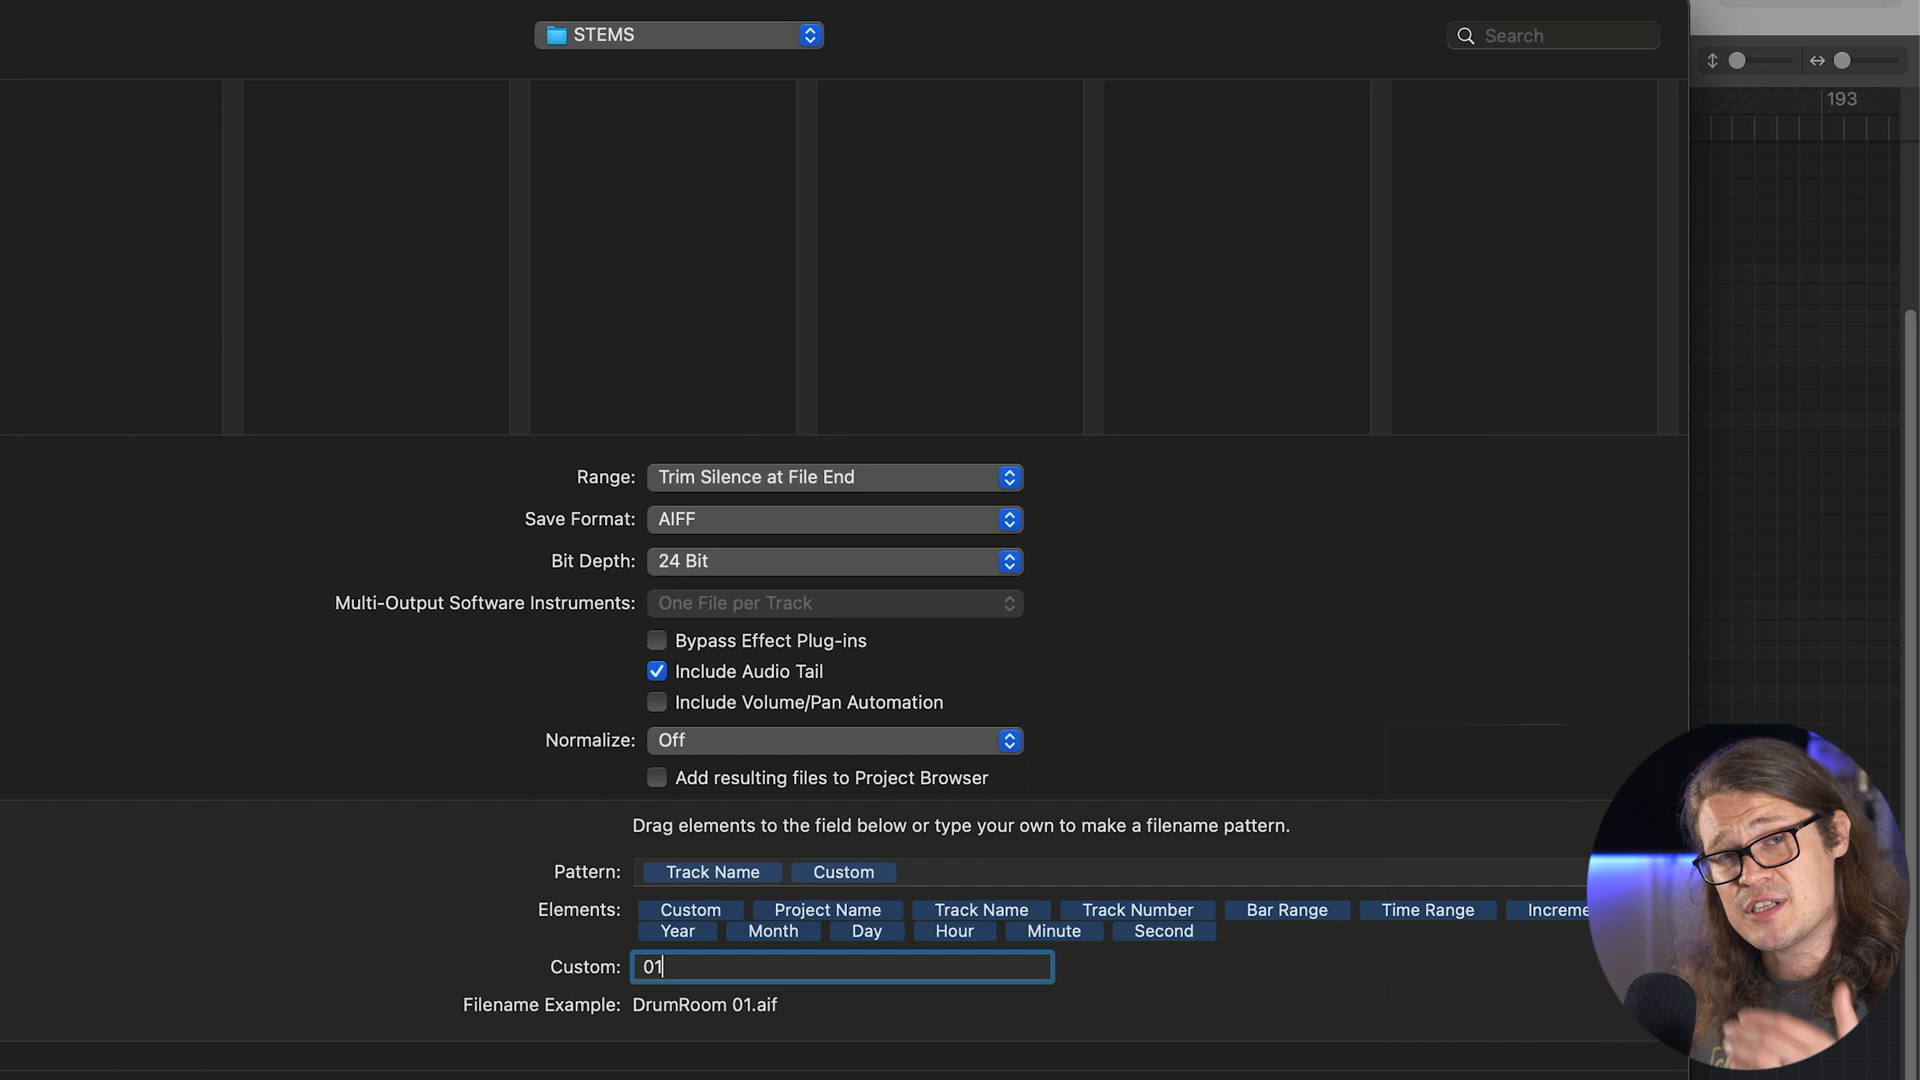 STEMS
Search
193
Range: Trim Silence at File End
Save Format: AIFF
Bit Depth: 24 Bit
Multi-Output Software Instruments: One File per Track
Bypass Effect Plug-ins
Include Audio Tail
Include Volume/Pan Automation
Normalize: Off
Add resulting files to Project Browser
Drag elements to the field below or type your own to make a filename pattern.
Pattern: Track Name Custom
Elements: Custom Project Name Track Name Track Number Bar Range Time Range Increme
Year Month Day Hour Minute Second
Custom: 01
Filename Example: DrumRoom 01.aif